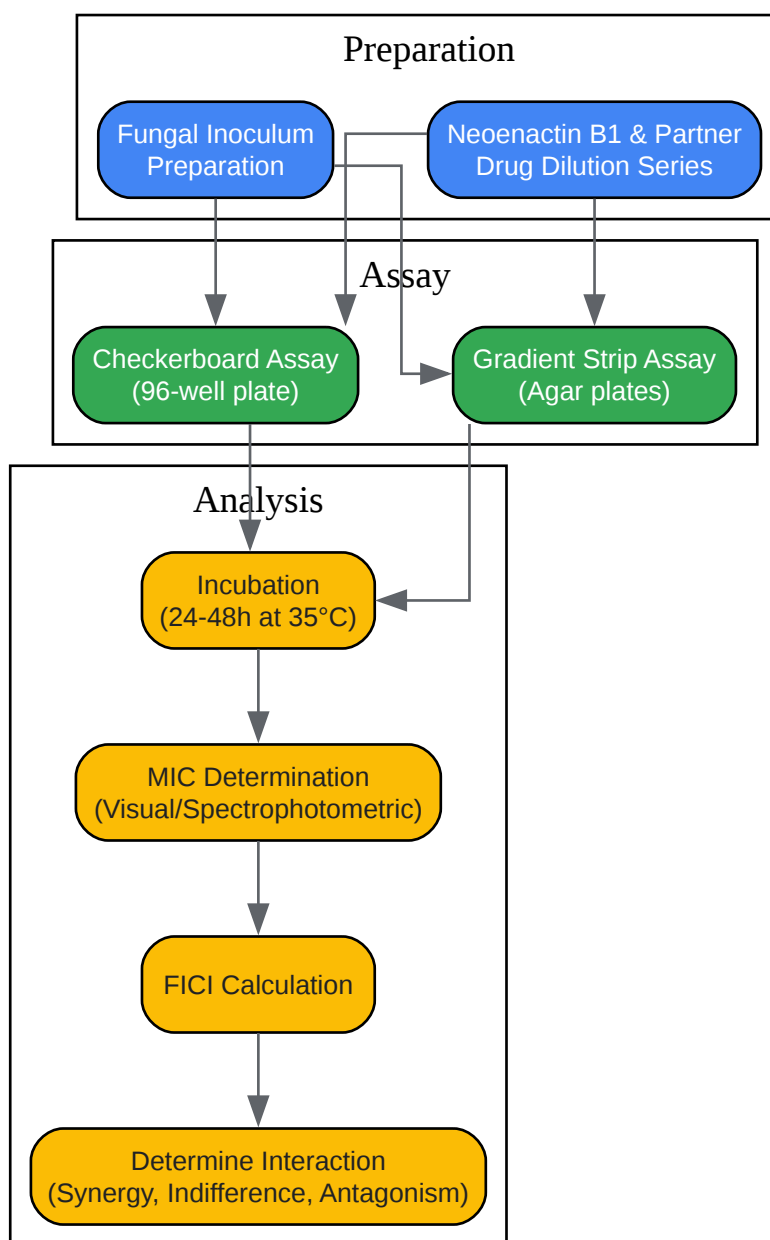 Preparation
Fungal Inoculum
Preparation
Neoenactin B1 & Partner
Drug Dilution Series
Assay
Checkerboard Assay
(96-well plate)
Gradient Strip Assay
(Agar plates)
Analysis
Incubation
(24-48h at 35°C)
MIC Determination
(Visual/Spectrophotometric)
FICI Calculation
Determine Interaction
(Synergy, Indifference, Antagonism)